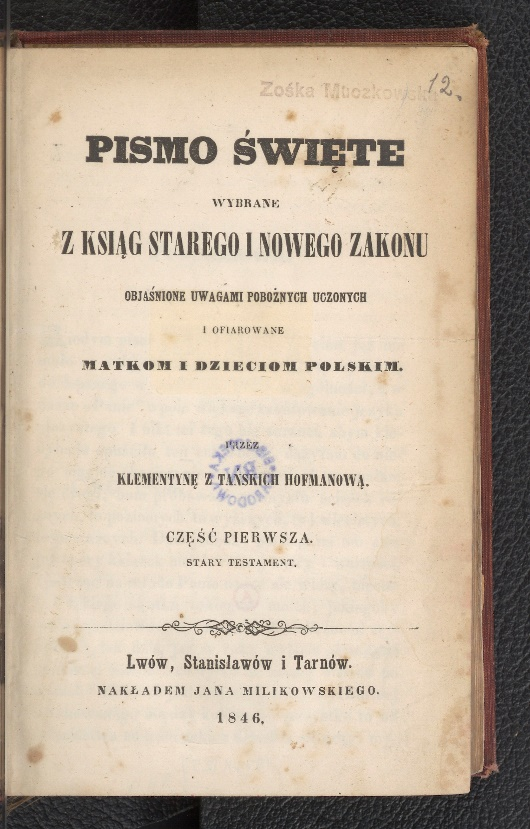 Zośka Muczkowska
12.
PISMO ŚWIĘTE
WYBRANE
Z KSIĄG STAREGO I NOWEGO ZAKONU
OBJAŚNIONE UWAGAMI POBOŻNYCH UCZONYCH
I OFIAROWANE
MATKOM I DZIECIOM POLSKIM.
PRZEZ
KLEMENTYNĘ Z TAŃSKICH HOFMANOWĄ.
CZĘŚĆ PIERWSZA.
STARY TESTAMENT.
Lwów, Stanisławów i Tarnów.
NAKŁADEM JANA MILIKOWSKIEGO.
1846.